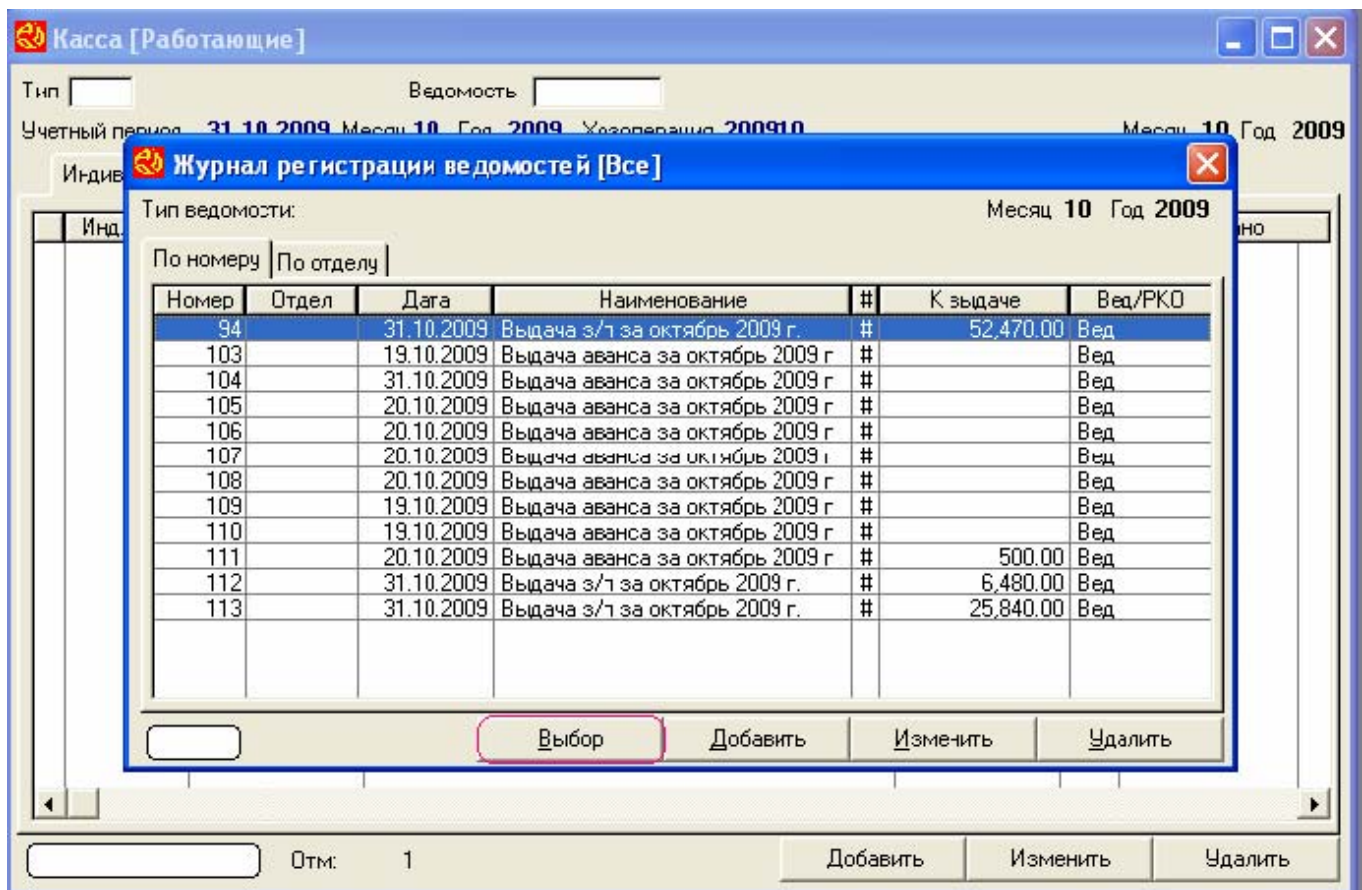 Касса [Работающие]
Тип Ведомость
Учетный период 31.10.2009 Месяц 10 Год 2009 Хозоперация 200910 Месяц 10 Год 2009
Журнал регистрации ведомостей [Все]
Индив
Тип ведомости: Месяц 10 Год 2009
Инд. но
По номеру По отделу
Номер Отдел Дата Наименование # К выдаче Вед/РКО
94 31.10.2009 Выдача з/п за октябрь 2009 г. # 52,470.00 Вед
103 19.10.2009 Выдача аванса за октябрь 2009 г # Вед
104 31.10.2009 Выдача аванса за октябрь 2009 г # Вед
105 20.10.2009 Выдача аванса за октябрь 2009 г # Вед
106 20.10.2009 Выдача аванса за октябрь 2009 г # Вед
107 20.10.2009 Выдача аванса за октябрь 2009 г # Вед
108 20.10.2009 Выдача аванса за октябрь 2009 г # Вед
109 19.10.2009 Выдача аванса за октябрь 2009 г # Вед
110 19.10.2009 Выдача аванса за октябрь 2009 г # Вед
111 20.10.2009 Выдача аванса за октябрь 2009 г # 500.00 Вед
112 31.10.2009 Выдача з/п за октябрь 2009 г. # 6,480.00 Вед
113 31.10.2009 Выдача з/п за октябрь 2009 г. # 25,840.00 Вед
Выбор Добавить Изменить Удалить
Отм: 1 Добавить Изменить Удалить